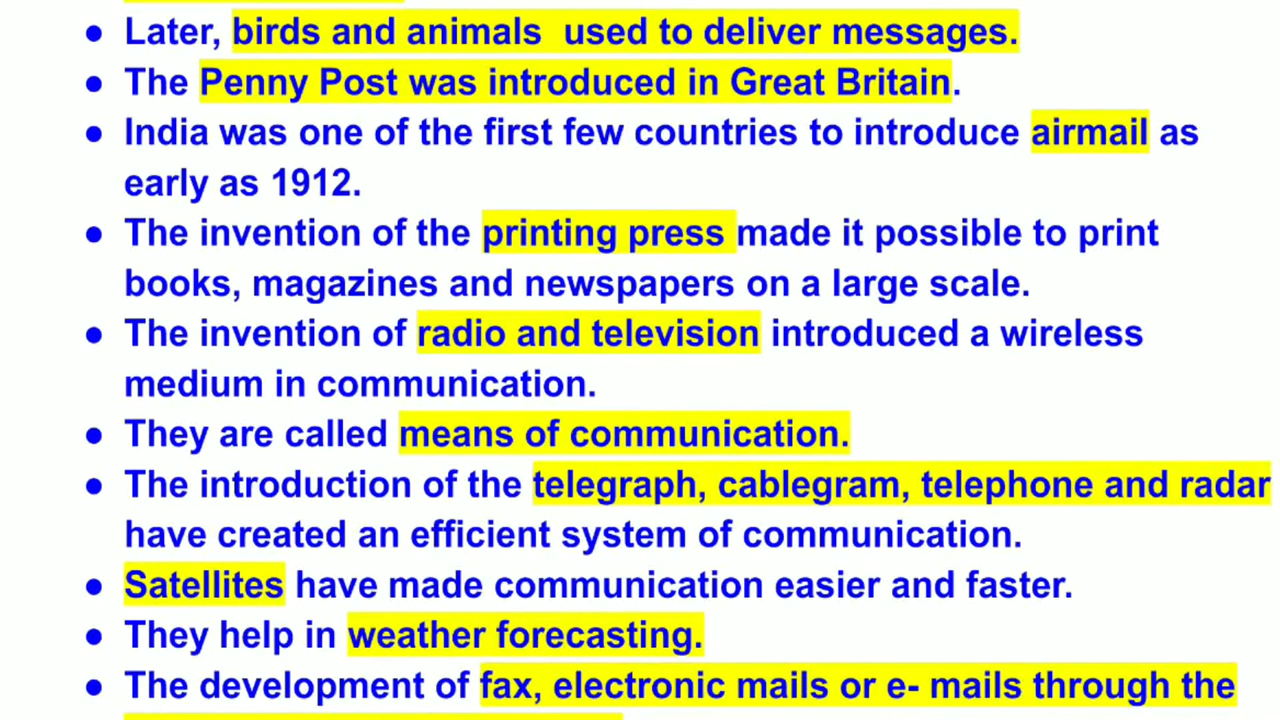 ● Later, birds and animals  used to deliver messages.
● The Penny Post was introduced in Great Britain.
● India was one of the first few countries to introduce airmail as
early as 1912.
● The invention of the printing press made it possible to print
books, magazines and newspapers on a large scale.
● The invention of radio and television introduced a wireless
medium in communication.
● They are called means of communication.
● The introduction of the telegraph, cablegram, telephone and radar
have created an efficient system of communication.
● Satellites have made communication easier and faster.
● They help in weather forecasting.
● The development of fax, electronic mails or e- mails through the